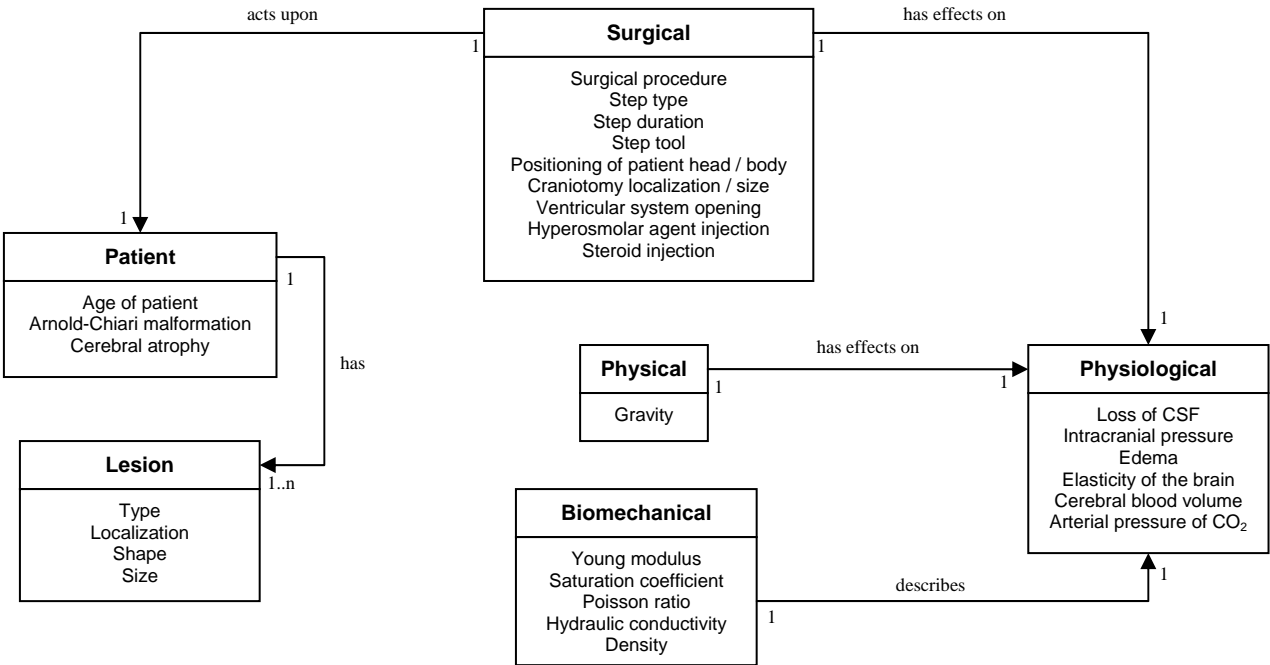 acts upon
has effects on
Surgical
1
1
Surgical procedure
Step type
Step duration
Step tool
Positioning of patient head / body
Craniotomy localization / size
Ventricular system opening
Hyperosmolar agent injection
Steroid injection
1
Patient
1
Age of patient
Arnold-Chiari malformation
Cerebral atrophy
has
Lesion
1..n
Type
Localization
Shape
Size
1
has effects on
Physical
1
1
Gravity
Physiological
Loss of CSF
Intracranial pressure
Edema
Elasticity of the brain
Cerebral blood volume
Arterial pressure of CO₂
Biomechanical
Young modulus
Saturation coefficient
Poisson ratio
Hydraulic conductivity
Density
1
describes
1